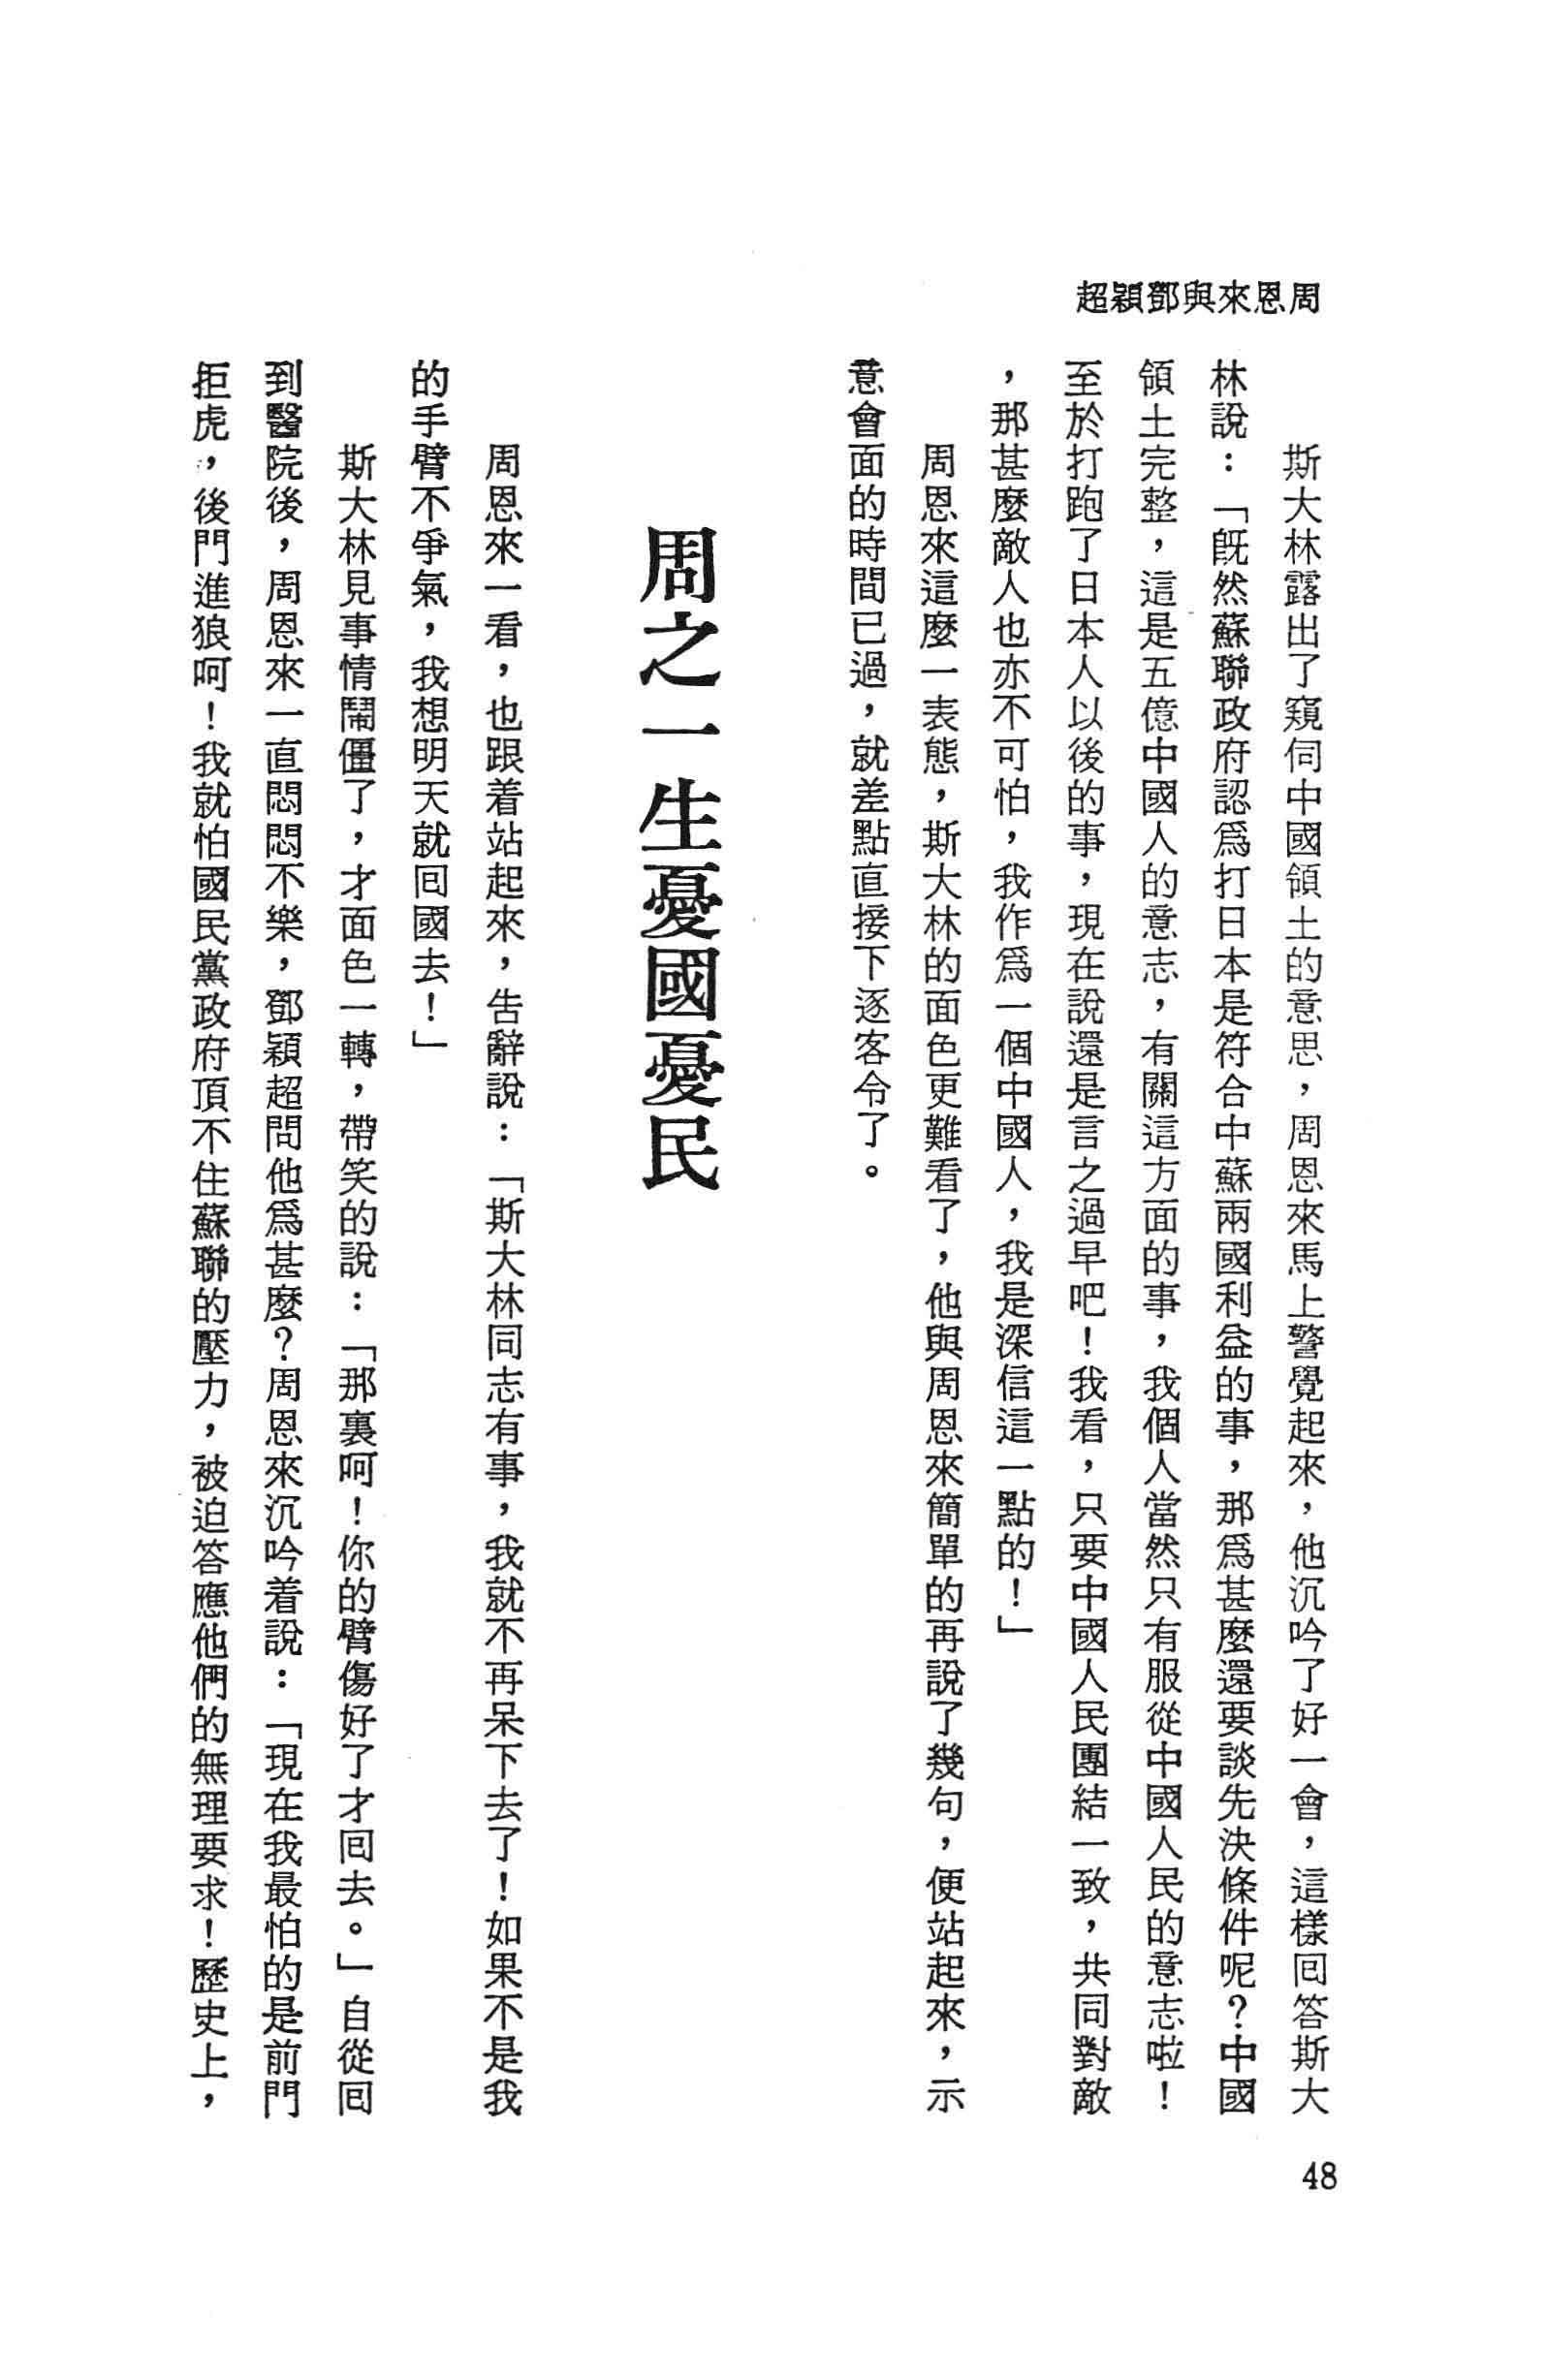 周恩來與鄧穎超
斯大林露出了窺伺中國領土的意思，周恩來馬上警覺起來，他沉吟了好一會，這樣囘答斯大
林說：「旣然蘇聯政府認爲打日本是符合中蘇兩國利益的事，那爲甚麼還要談先決條件呢？中國
領土完整，這是五億中國人的意志，有關這方面的事，我個人當然只有服從中國人民的意志啦！
至於打跑了日本人以後的事，現在說還是言之過早吧！我看，只要中國人民團結一致，共同對敵
，那甚麼敵人也亦不可怕，我作爲一個中國人，我是深信這一點的！」
周恩來這麼一表態，斯大林的面色更難看了，他與周恩來簡單的再說了幾句，便站起來，示
意會面的時間已過，就差點直接下逐客令了。
周之一生憂國憂民
周恩來一看，也跟着站起來，告辭說：「斯大林同志有事，我就不再呆下去了！如果不是我
的手臂不爭氣，我想明天就囘國去！」
斯大林見事情鬧僵了，才面色一轉，帶笑的說：「那裏呵！你的臂傷好了才囘去。」自從囘
到醫院後，周恩來一直悶悶不樂，鄧穎超問他爲甚麼？周恩來沉吟着說：「現在我最怕的是前門
拒虎，後門進狼呵！我就怕國民黨政府頂不住蘇聯的壓力，被迫答應他們的無理要求！歷史上，
48